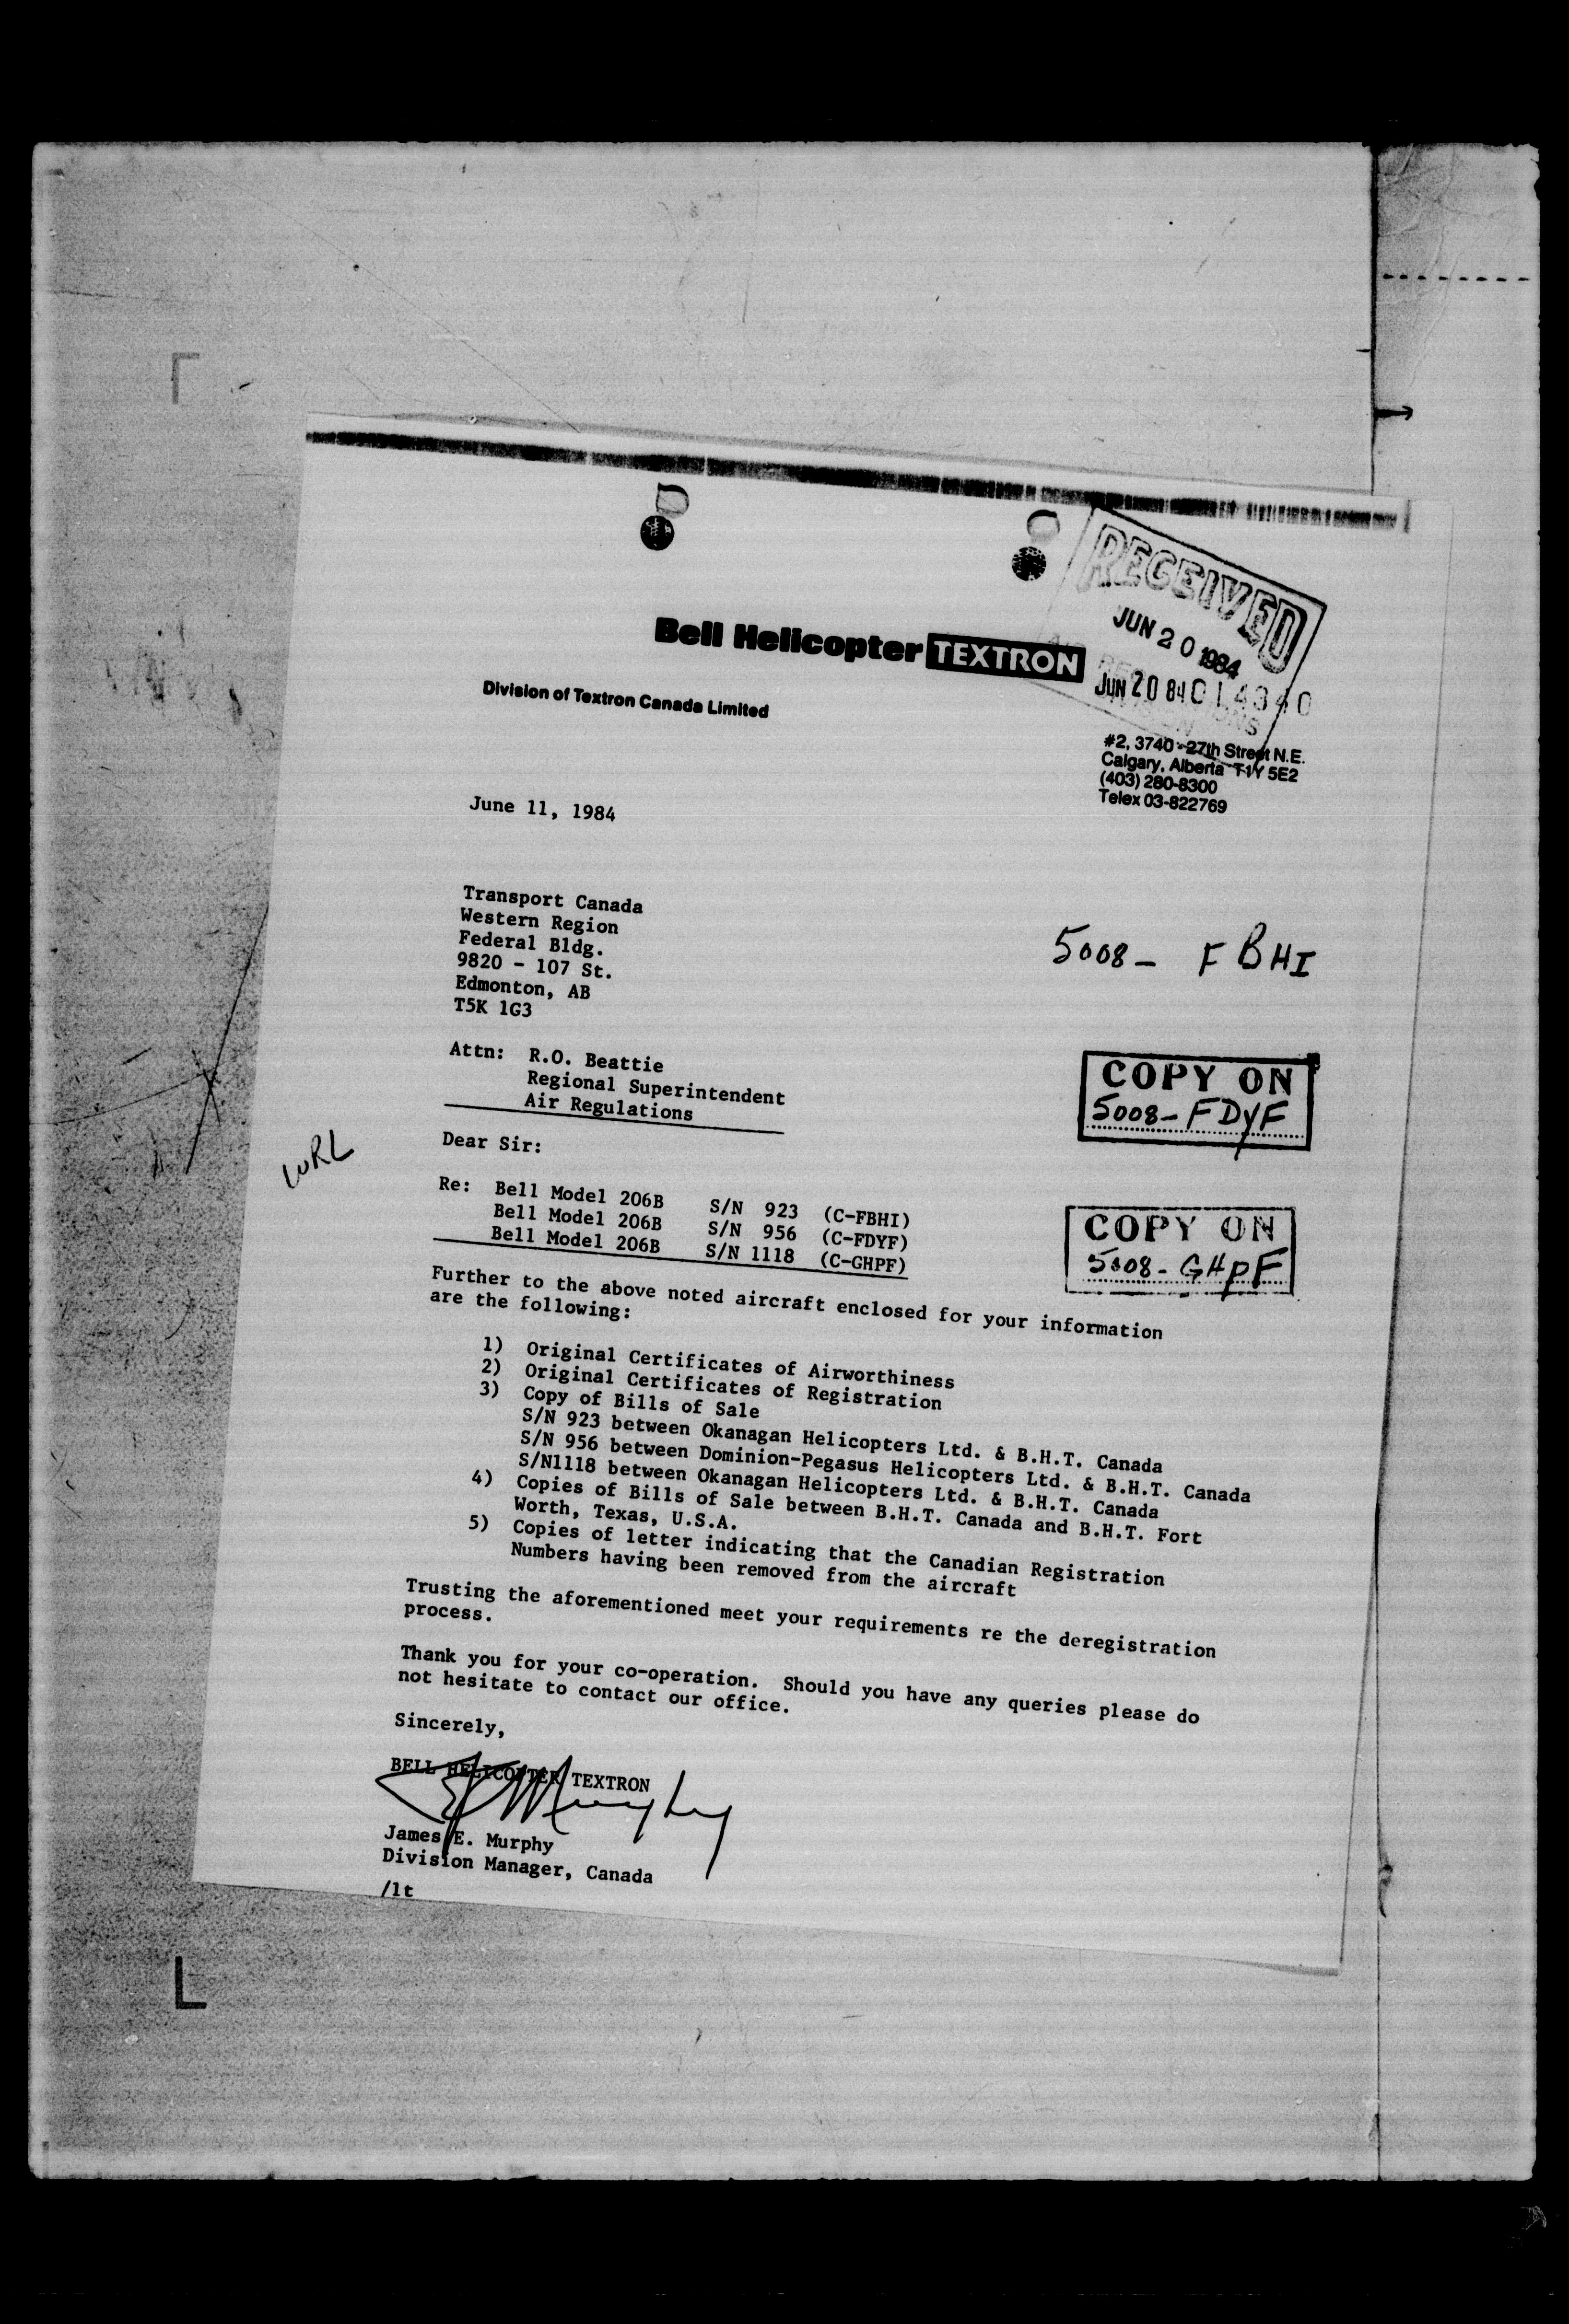 RECEIVED
JUN 20 1984
Bell Helicopter TEXTRON
JUN 20 84 014340
Division of Textron Canada Limited
#2, 3740 - 27th Street N.E.
Calgary, Alberta T1Y 5E2
(403) 280-8300
Telex 03-822769
June 11, 1984
Transport Canada
Western Region
Federal Bldg.
9820 - 107 St.
Edmonton, AB
T5K 1G3
5008- FBHI
Attn: R.O. Beattie
Regional Superintendent
Air Regulations
COPY ON
5008-FDYF
Dear Sir:
Re: Bell Model 206B S/N 923 (C-FBHI)
Bell Model 206B S/N 956 (C-FDYF)
Bell Model 206B S/N 1118 (C-GHPF)
COPY ON
5008-GHPF
Further to the above noted aircraft enclosed for your information
are the following:
1) Original Certificates of Airworthiness
2) Original Certificates of Registration
3) Copy of Bills of Sale
S/N 923 between Okanagan Helicopters Ltd. & B.H.T. Canada
S/N 956 between Dominion-Pegasus Helicopters Ltd. & B.H.T. Canada
S/N1118 between Okanagan Helicopters Ltd. & B.H.T. Canada
4) Copies of Bills of Sale between B.H.T. Canada and B.H.T. Fort
Worth, Texas, U.S.A.
5) Copies of letter indicating that the Canadian Registration
Numbers having been removed from the aircraft
Trusting the aforementioned meet your requirements re the deregistration
process.
Thank you for your co-operation. Should you have any queries please do
not hesitate to contact our office.
Sincerely,
BELL HELICOPTER TEXTRON
James E. Murphy
Division Manager, Canada
/lt